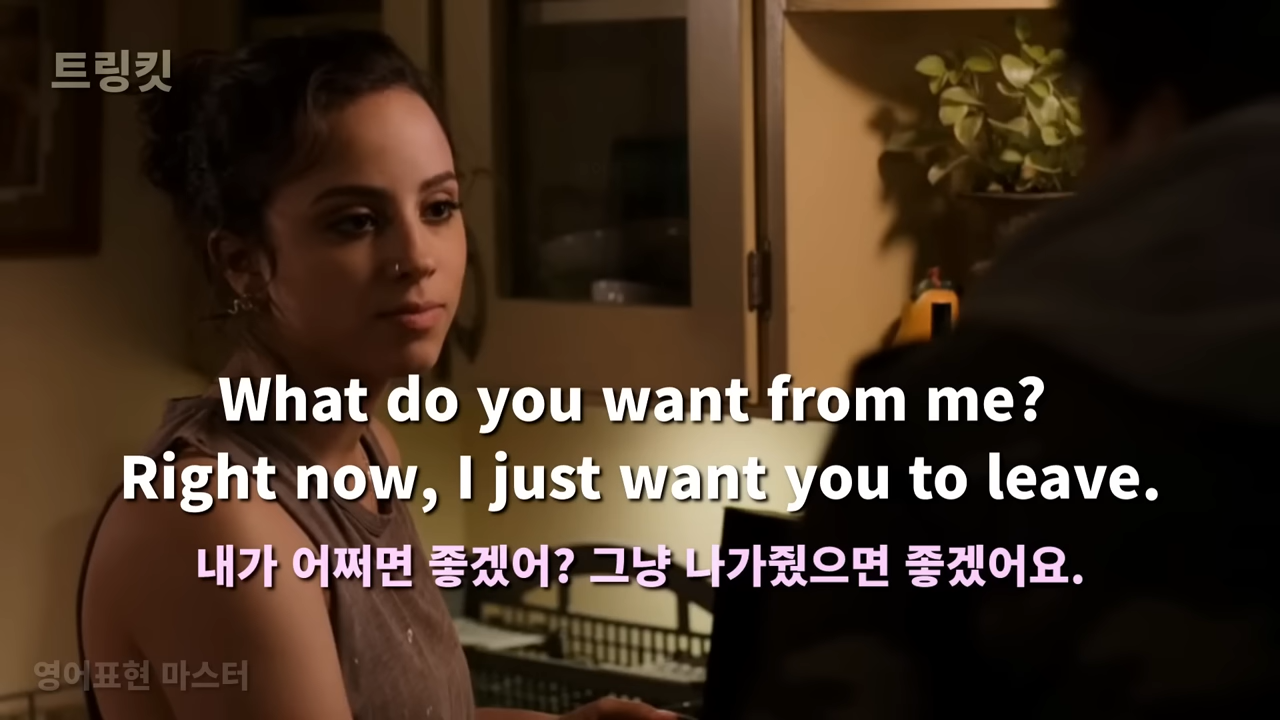 트링킷
What do you want from me?
Right now, I just want you to leave.
내가 어쩌면 좋겠어? 그냥 나가줬으면 좋겠어요.
영어표현 마스터